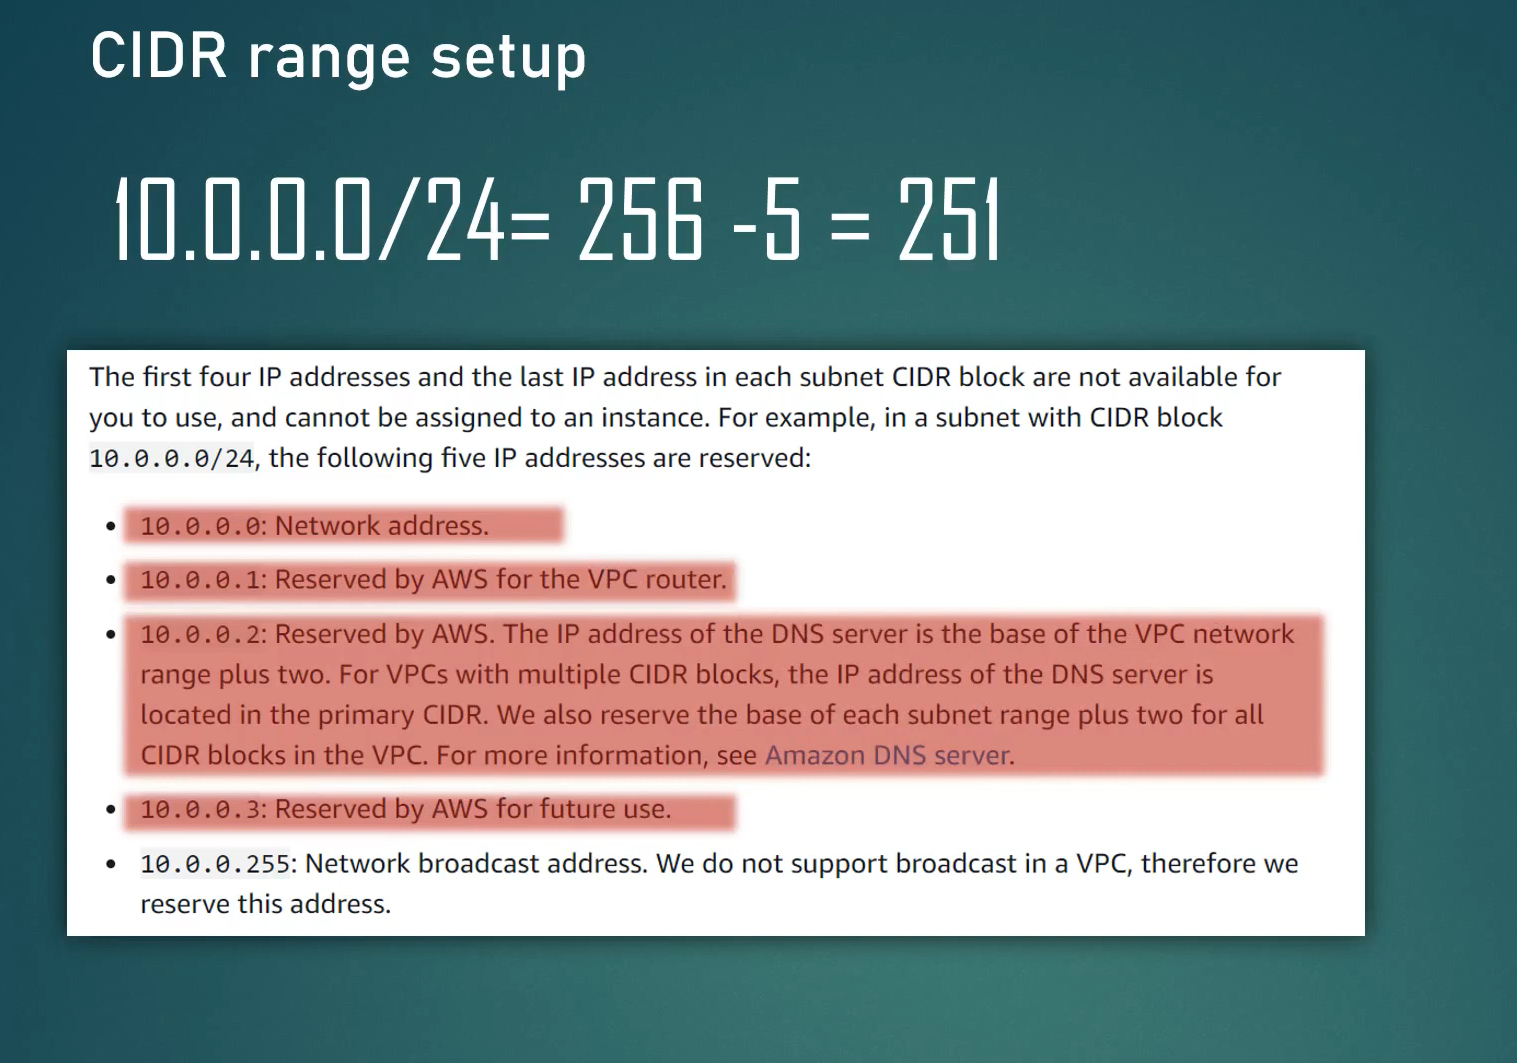 CIDR range setup
10.0.0.0/24= 256 -5 = 251
The first four IP addresses and the last IP address in each subnet CIDR block are not available for
you to use, and cannot be assigned to an instance. For example, in a subnet with CIDR block
10.0.0.0/24, the following five IP addresses are reserved:
• 10.0.0.0: Network address.
• 10.0.0.1: Reserved by AWS for the VPC router.
• 10.0.0.2: Reserved by AWS. The IP address of the DNS server is the base of the VPC network
range plus two. For VPCs with multiple CIDR blocks, the IP address of the DNS server is
located in the primary CIDR. We also reserve the base of each subnet range plus two for all
CIDR blocks in the VPC. For more information, see Amazon DNS server.
• 10.0.0.3: Reserved by AWS for future use.
• 10.0.0.255: Network broadcast address. We do not support broadcast in a VPC, therefore we
reserve this address.